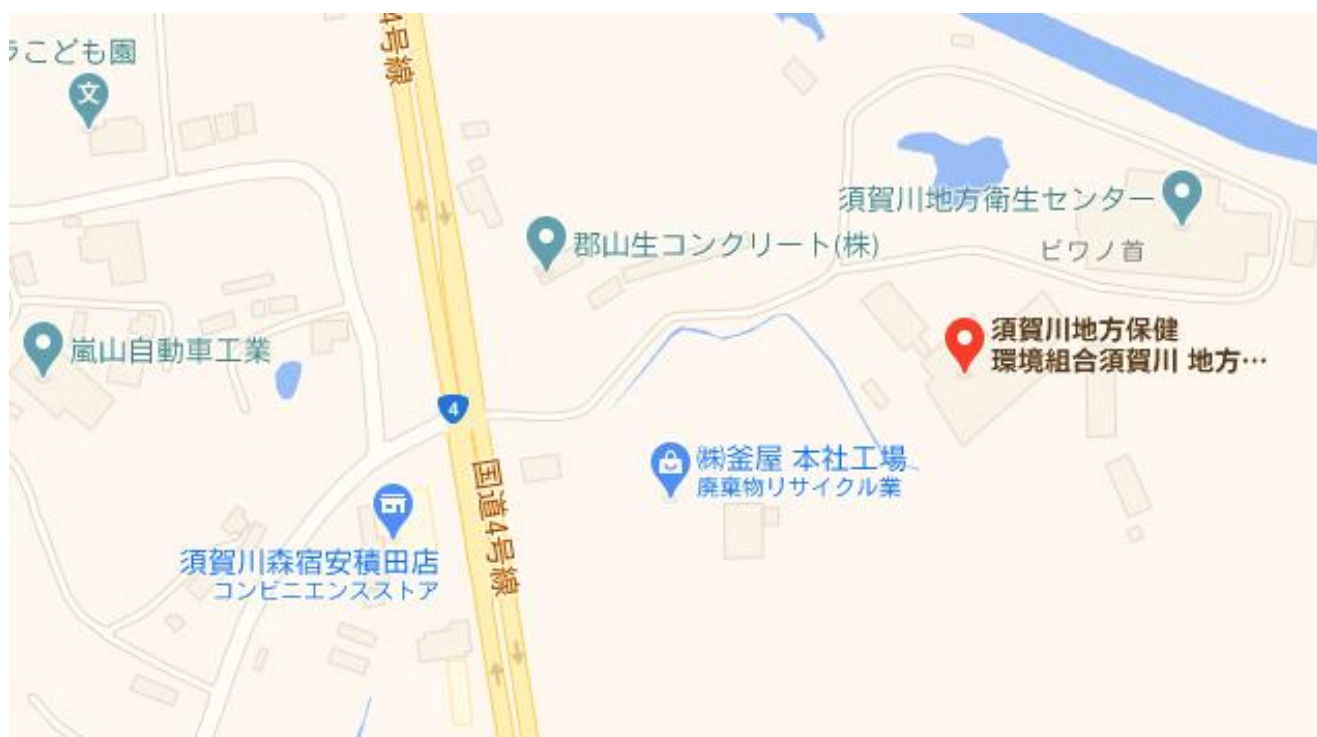 4号線
ラこども園
文
須賀川地方衛生センター
郡山生コンクリート(株)
ビワノ首
須賀川地方保健
環境組合須賀川 地方…
嵐山自動車工業
4
㈱釜屋 本社工場
廃棄物リサイクル業
国道4号線
須賀川森宿安積田店
コンビニエンスストア